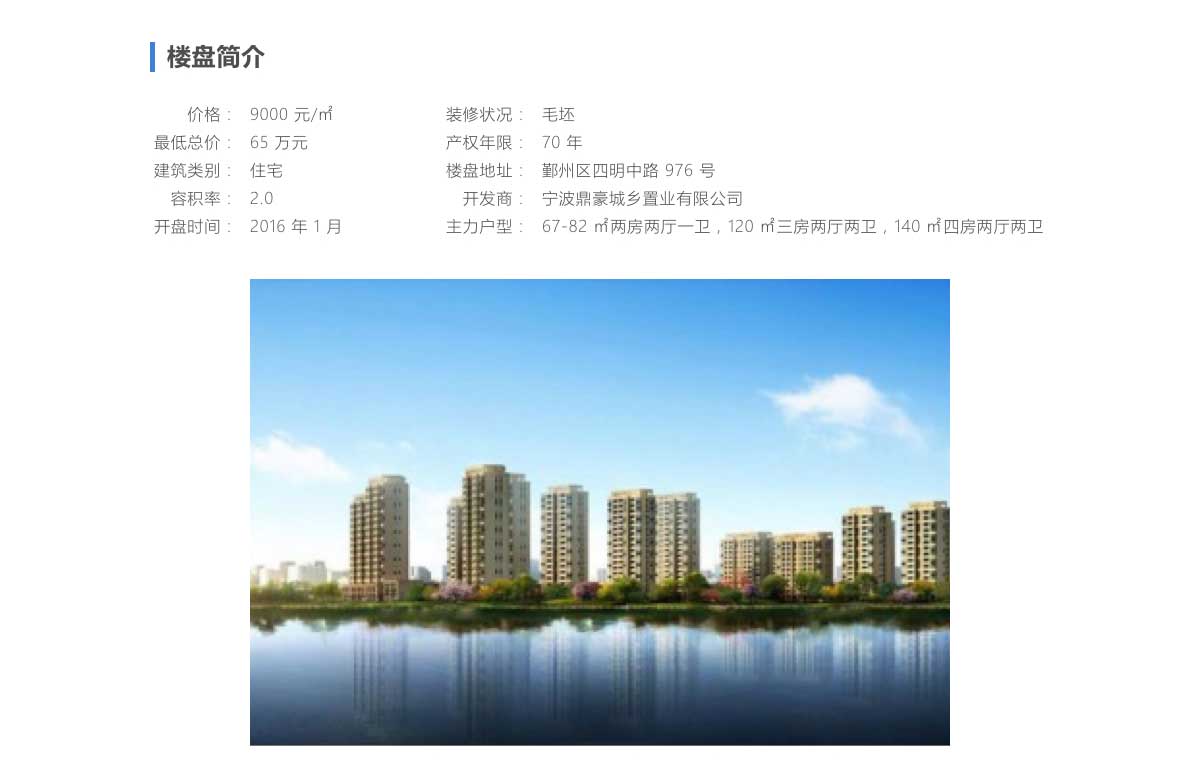 楼盘简介
价格： 9000 元/㎡ 装修状况： 毛坯
最低总价： 65 万元 产权年限： 70 年
建筑类别： 住宅 楼盘地址： 鄞州区四明中路 976 号
容积率： 2.0 开发商： 宁波鼎豪城乡置业有限公司
开盘时间： 2016 年 1 月 主力户型： 67-82 ㎡两房两厅一卫，120 ㎡三房两厅两卫，140 ㎡四房两厅两卫